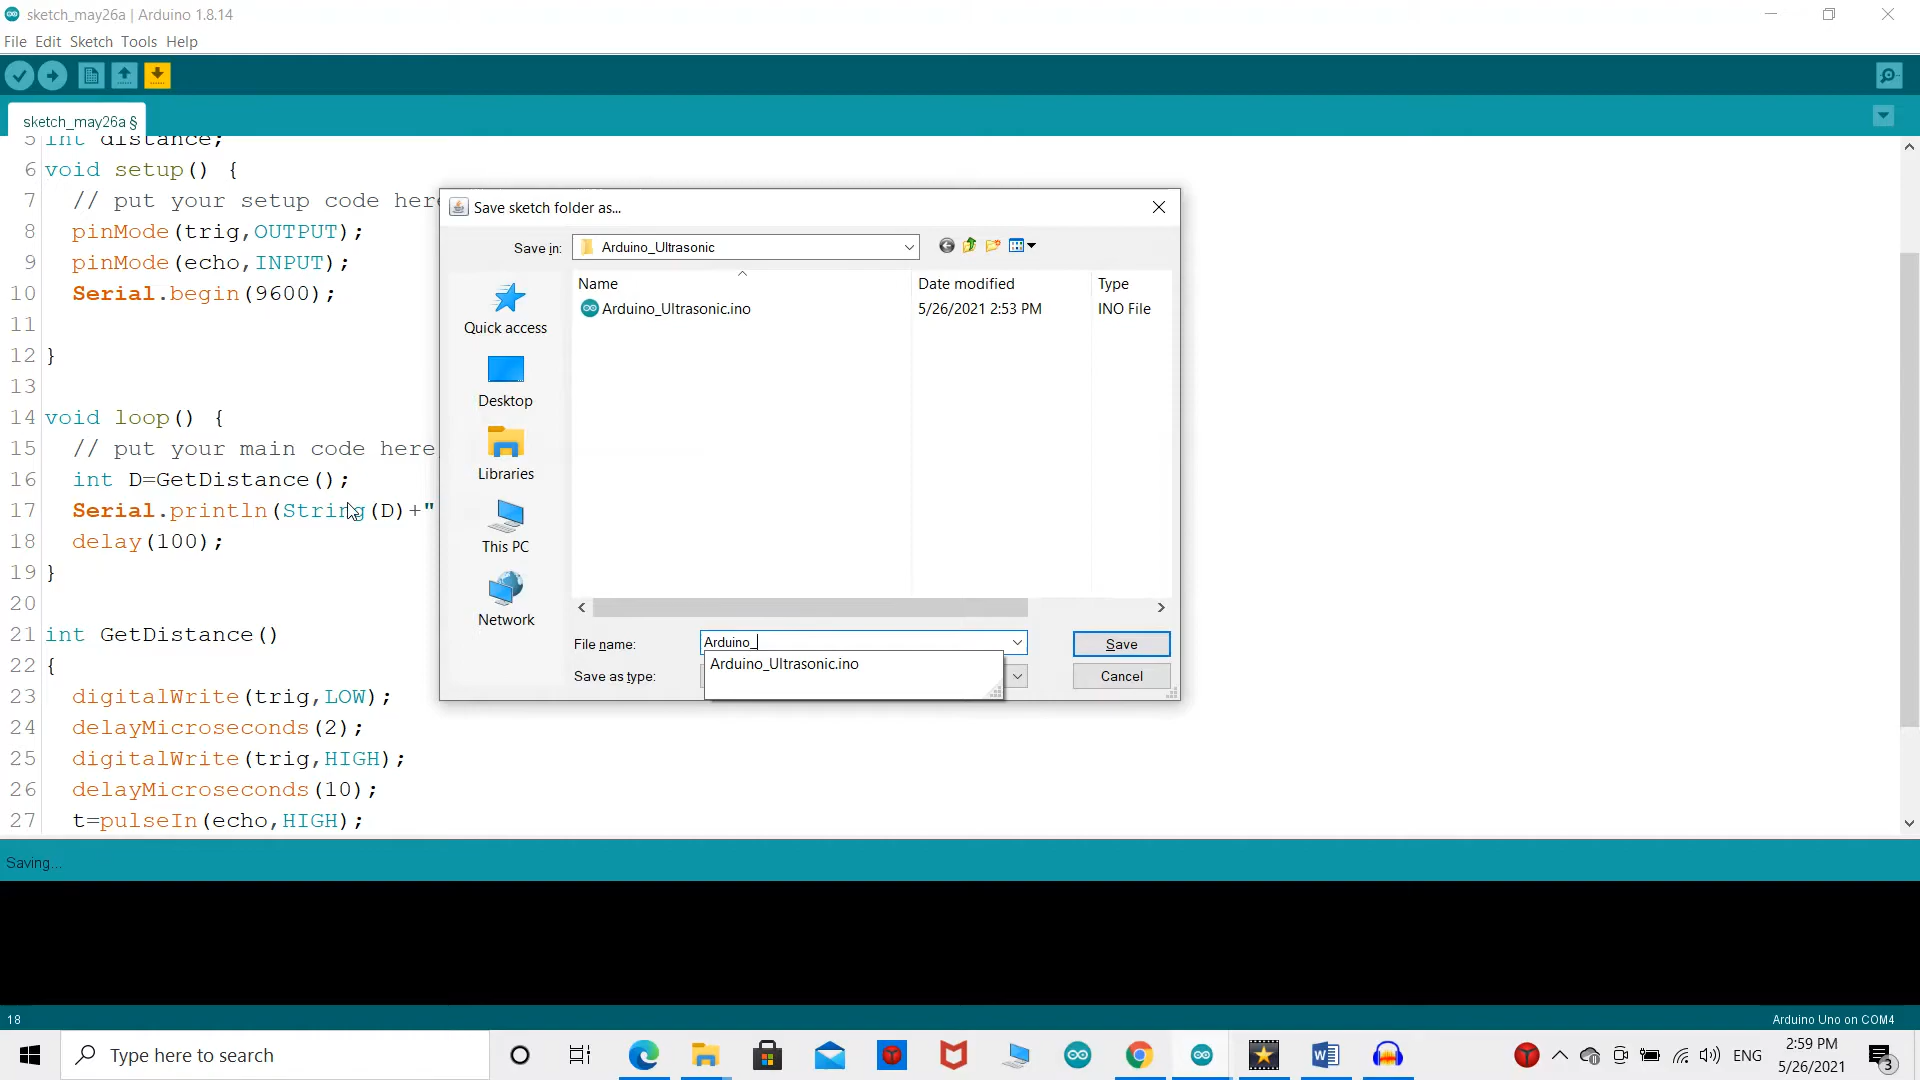 sketch_may26a | Arduino 1.8.14
File Edit Sketch Tools Help
sketch_may26a §
5 int distance;
6 void setup() {
7 // put your setup code here
8 pinMode(trig,OUTPUT);
9 pinMode(echo,INPUT);
10 Serial.begin(9600);
11
12 }
13
14 void loop() {
15 // put your main code here
16 int D=GetDistance();
17 Serial.println(String(D)+"
18 delay(100);
19 }
20
21 int GetDistance()
22 {
23 digitalWrite(trig,LOW);
24 delayMicroseconds(2);
25 digitalWrite(trig,HIGH);
26 delayMicroseconds(10);
27 t=pulseIn(echo,HIGH);
Save sketch folder as...
Save in: Arduino_Ultrasonic
Name Date modified Type
Arduino_Ultrasonic.ino 5/26/2021 2:53 PM INO File
Quick access
Desktop
Libraries
This PC
Network
File name: Arduino_ Save
Arduino_Ultrasonic.ino
Save as type: Cancel
Saving...
18 Arduino Uno on COM4
Type here to search
ENG
2:59 PM
5/26/2021
3